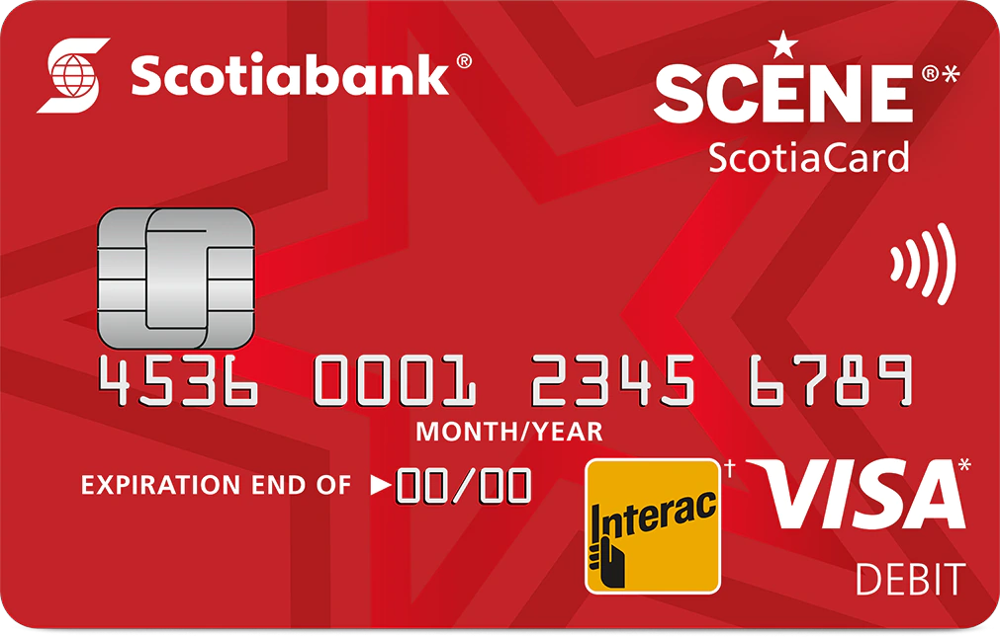 Scotiabank®
SCENE®*
ScotiaCard
4536 0001 2345 6789
MONTH/YEAR
EXPIRATION END OF ▶00/00
Interac†
VISA*
DEBIT